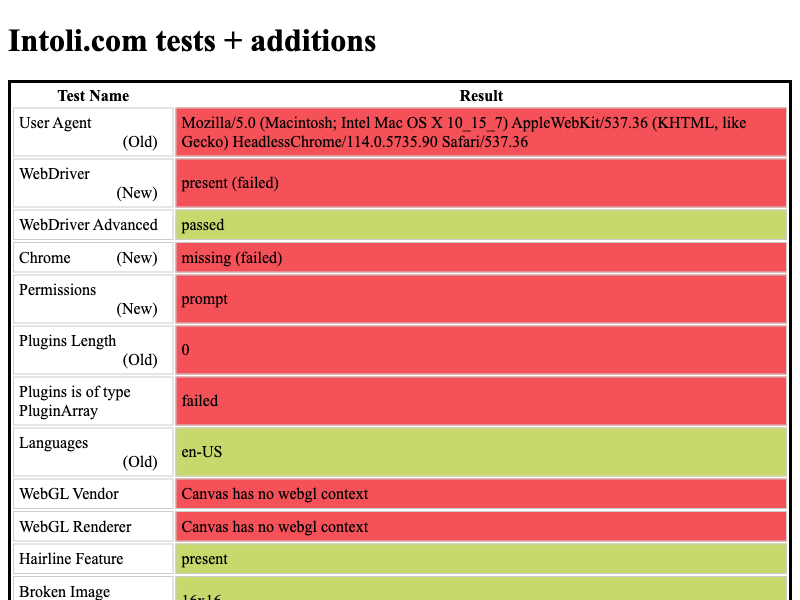 Intoli.com tests + additions
Test Name Result
User Agent (Old) Mozilla/5.0 (Macintosh; Intel Mac OS X 10_15_7) AppleWebKit/537.36 (KHTML, like
Gecko) HeadlessChrome/114.0.5735.90 Safari/537.36
WebDriver (New) present (failed)
WebDriver Advanced passed
Chrome (New) missing (failed)
Permissions (New) prompt
Plugins Length (Old) 0
Plugins is of type
PluginArray failed
Languages (Old) en-US
WebGL Vendor Canvas has no webgl context
WebGL Renderer Canvas has no webgl context
Hairline Feature present
Broken Image 16x16